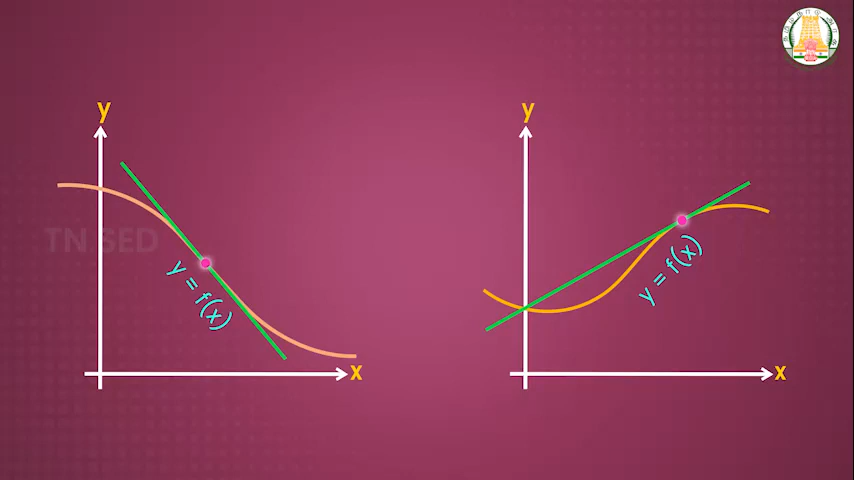 y
y
TN SED
y = f(x)
y = f(x)
x
x